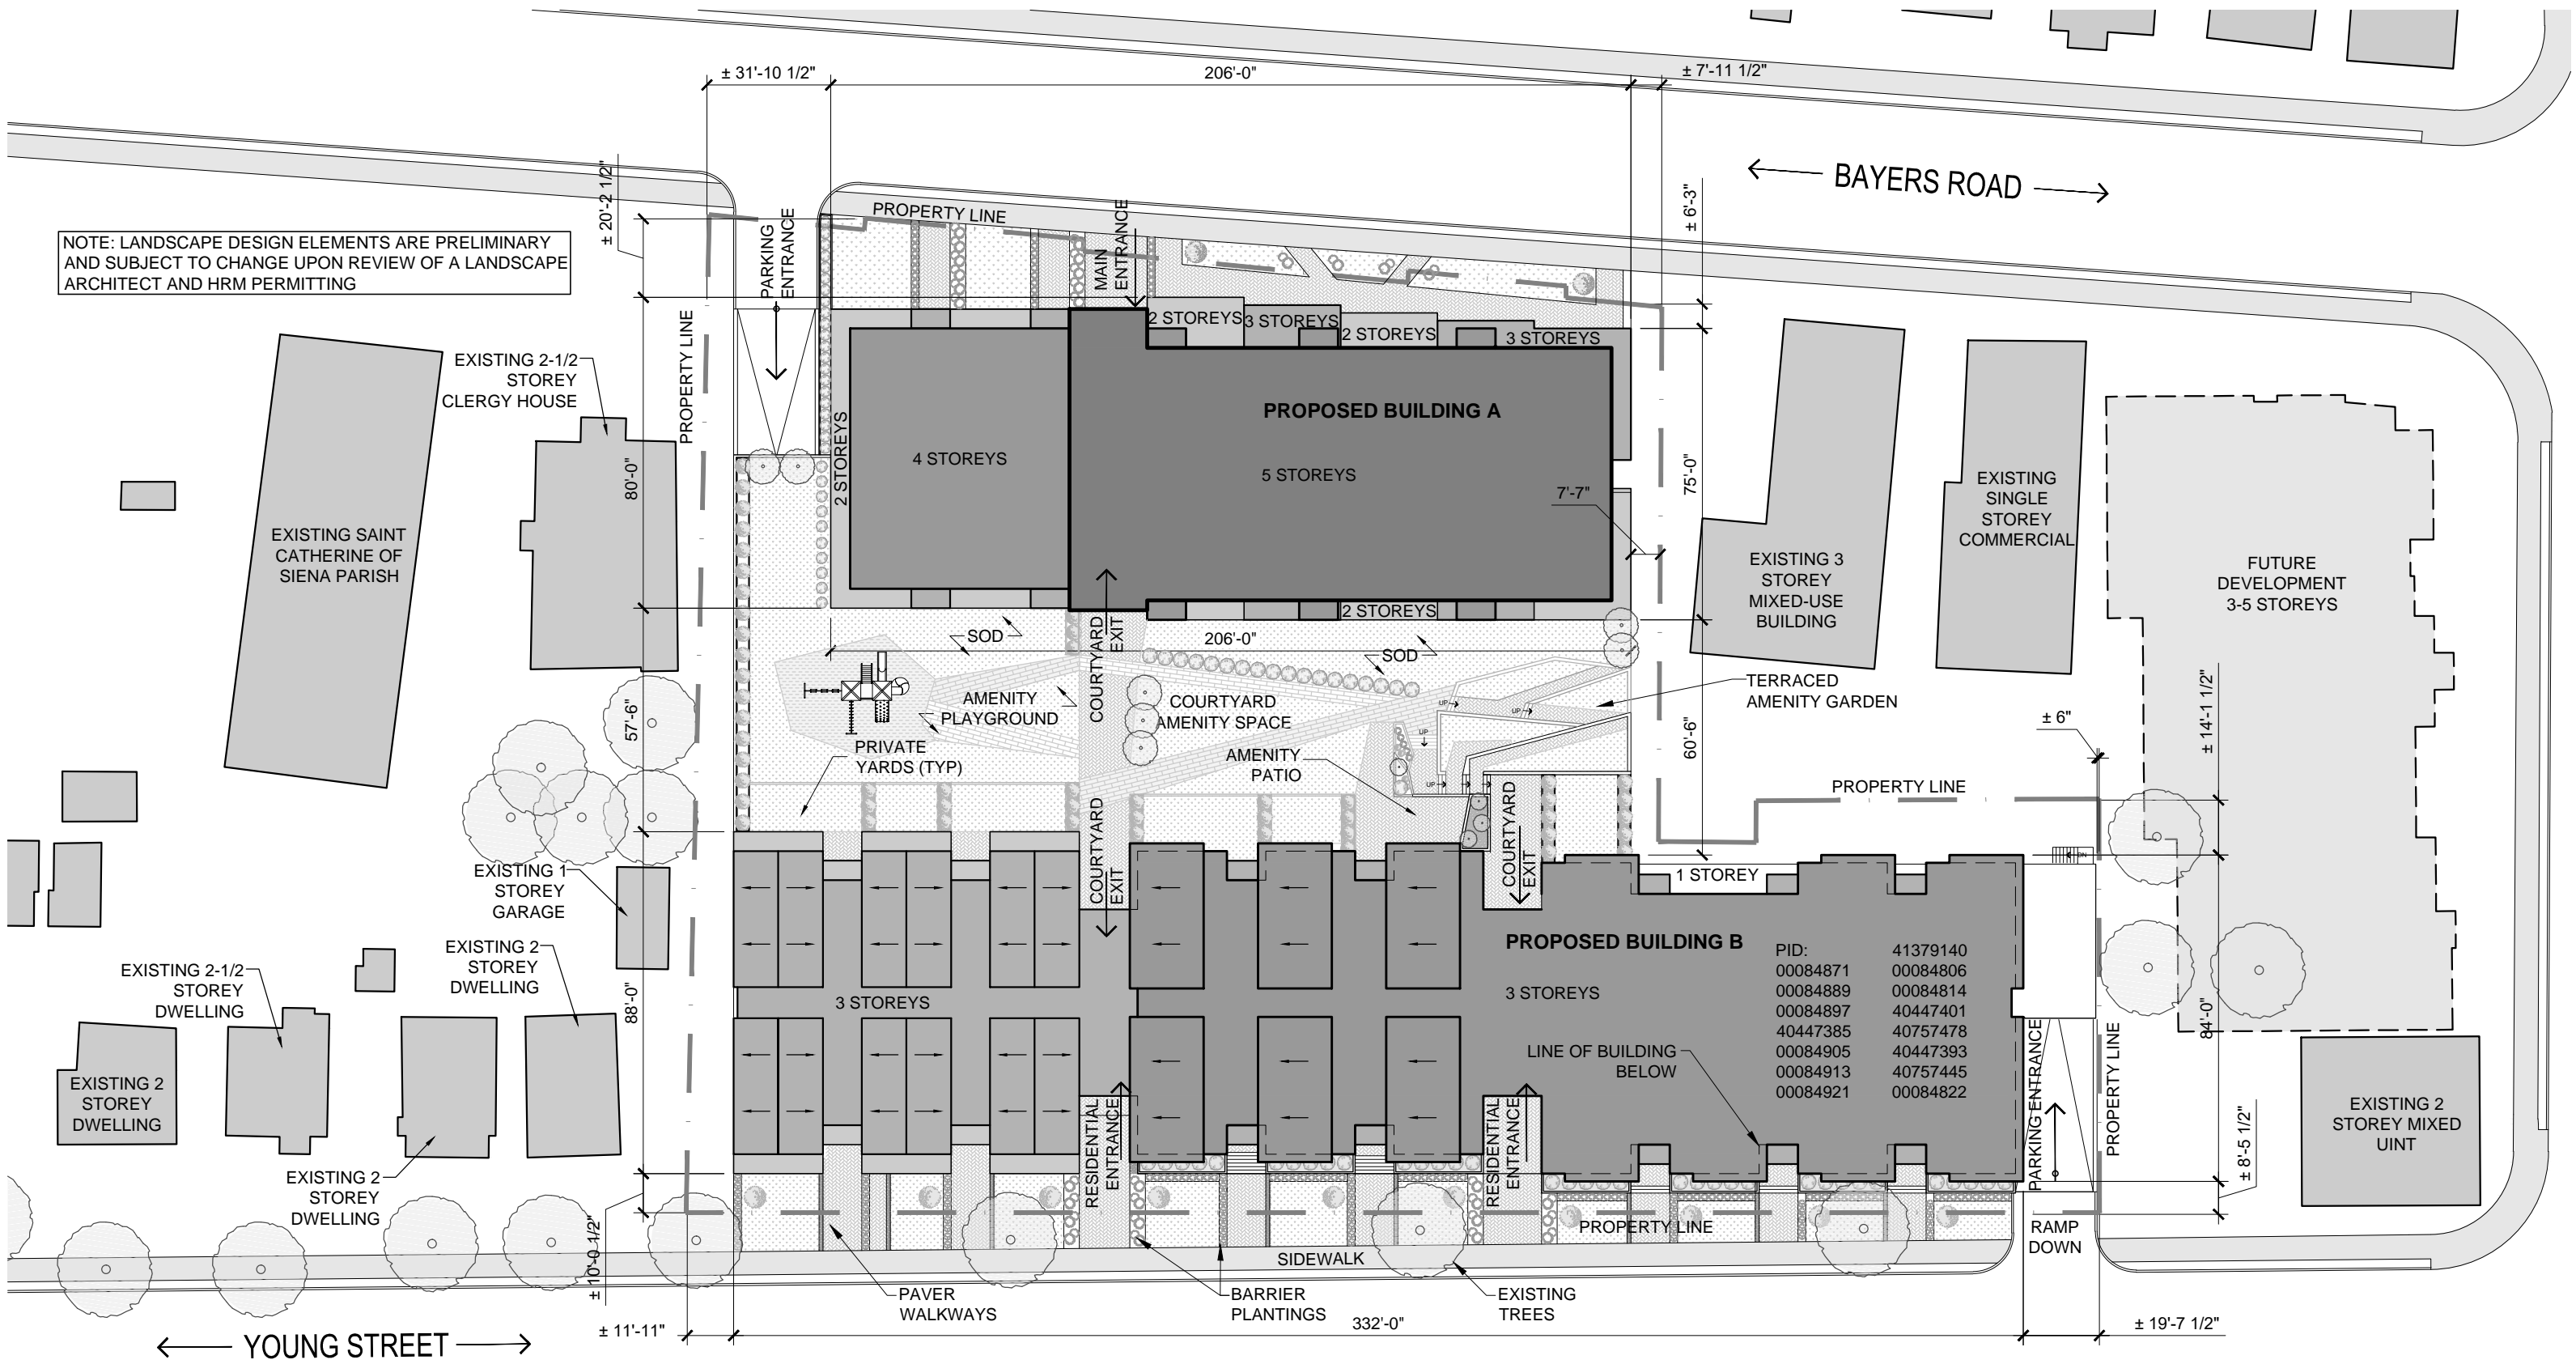 ± 31'-10 1/2"
206'-0"
± 7'-11 1/2"
BAYERS ROAD
± 20'-2 1/2"
± 6'-3"
PROPERTY LINE
PARKING
ENTRANCE
MAIN
ENTRANCE
NOTE: LANDSCAPE DESIGN ELEMENTS ARE PRELIMINARY
AND SUBJECT TO CHANGE UPON REVIEW OF A LANDSCAPE
ARCHITECT AND HRM PERMITTING
2 STOREYS
3 STOREYS
2 STOREYS
3 STOREYS
PROPERTY LINE
EXISTING 2-1/2
STOREY
CLERGY HOUSE
PROPOSED BUILDING A
2 STOREYS
4 STOREYS
5 STOREYS
80'-0"
75'-0"
7'-7"
EXISTING SAINT
CATHERINE OF
SIENA PARISH
EXISTING
SINGLE
STOREY
COMMERCIAL
EXISTING 3
STOREY
MIXED-USE
BUILDING
FUTURE
DEVELOPMENT
3-5 STOREYS
2 STOREYS
COURTYARD
EXIT
SOD
206'-0"
SOD
AMENITY
PLAYGROUND
COURTYARD
AMENITY SPACE
TERRACED
AMENITY GARDEN
UP
UP
UP
UP
57'-6"
60'-6"
± 14'-1 1/2"
± 6"
PRIVATE
YARDS (TYP)
AMENITY
PATIO
PROPERTY LINE
COURTYARD
EXIT
COURTYARD
EXIT
DN
1 STOREY
EXISTING 1
STOREY
GARAGE
EXISTING 2
STOREY
DWELLING
EXISTING 2-1/2
STOREY
DWELLING
88'-0"
3 STOREYS
PROPOSED BUILDING B
3 STOREYS
PID: 41379140
00084871 00084806
00084889 00084814
00084897 40447401
40447385 40757478
00084905 40447393
00084913 40757445
00084921 00084822
LINE OF BUILDING
BELOW
84'-0"
PARKING ENTRANCE
PROPERTY LINE
EXISTING 2
STOREY
DWELLING
EXISTING 2
STOREY
DWELLING
RESIDENTIAL
ENTRANCE
RESIDENTIAL
ENTRANCE
EXISTING 2
STOREY MIXED
UINT
± 8'-5 1/2"
± 10'-0 1/2"
PROPERTY LINE
RAMP
DOWN
SIDEWALK
PAVER
WALKWAYS
BARRIER
PLANTINGS
EXISTING
TREES
± 11'-11"
332'-0"
± 19'-7 1/2"
YOUNG STREET